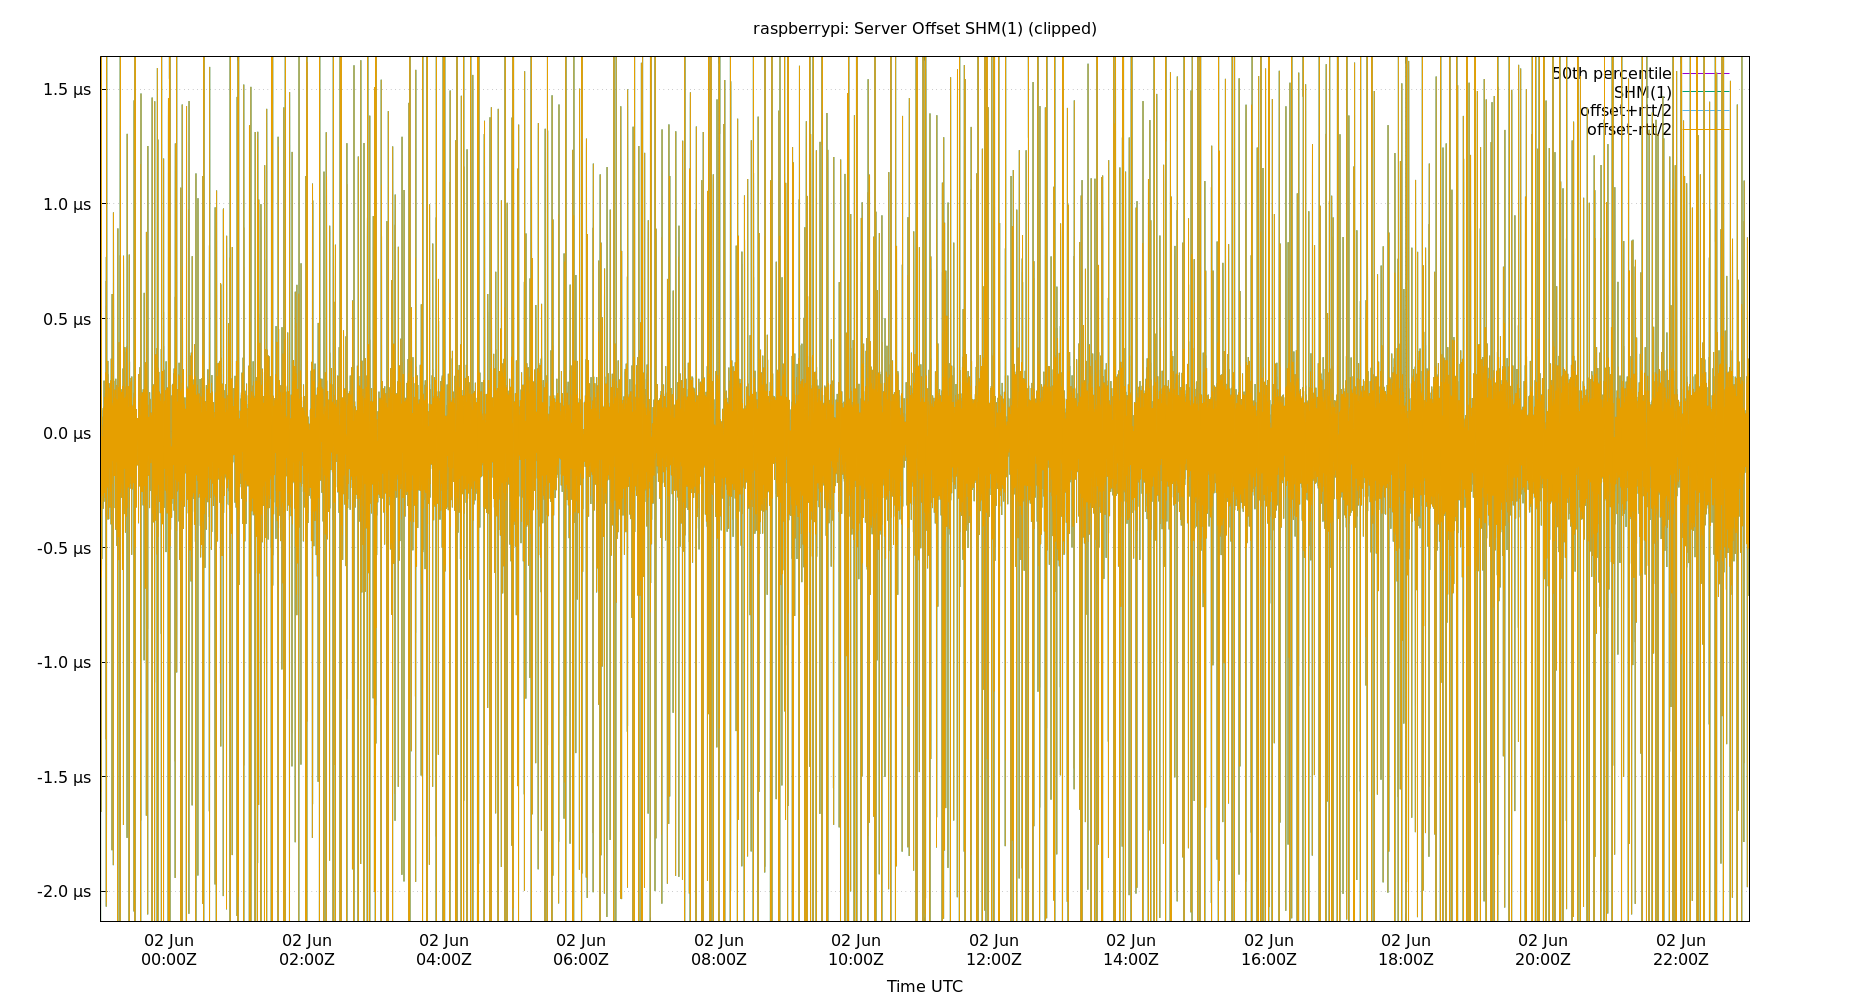 raspberrypi: Server Offset SHM(1) (clipped)
50th percentile
SHM(1)
offset+rtt/2
offset-rtt/2
1.5 µs
1.0 µs
0.5 µs
0.0 µs
-0.5 µs
-1.0 µs
-1.5 µs
-2.0 µs
02 Jun 02 Jun 02 Jun 02 Jun 02 Jun 02 Jun 02 Jun 02 Jun 02 Jun 02 Jun 02 Jun 02 Jun
00:00Z 02:00Z 04:00Z 06:00Z 08:00Z 10:00Z 12:00Z 14:00Z 16:00Z 18:00Z 20:00Z 22:00Z
Time UTC